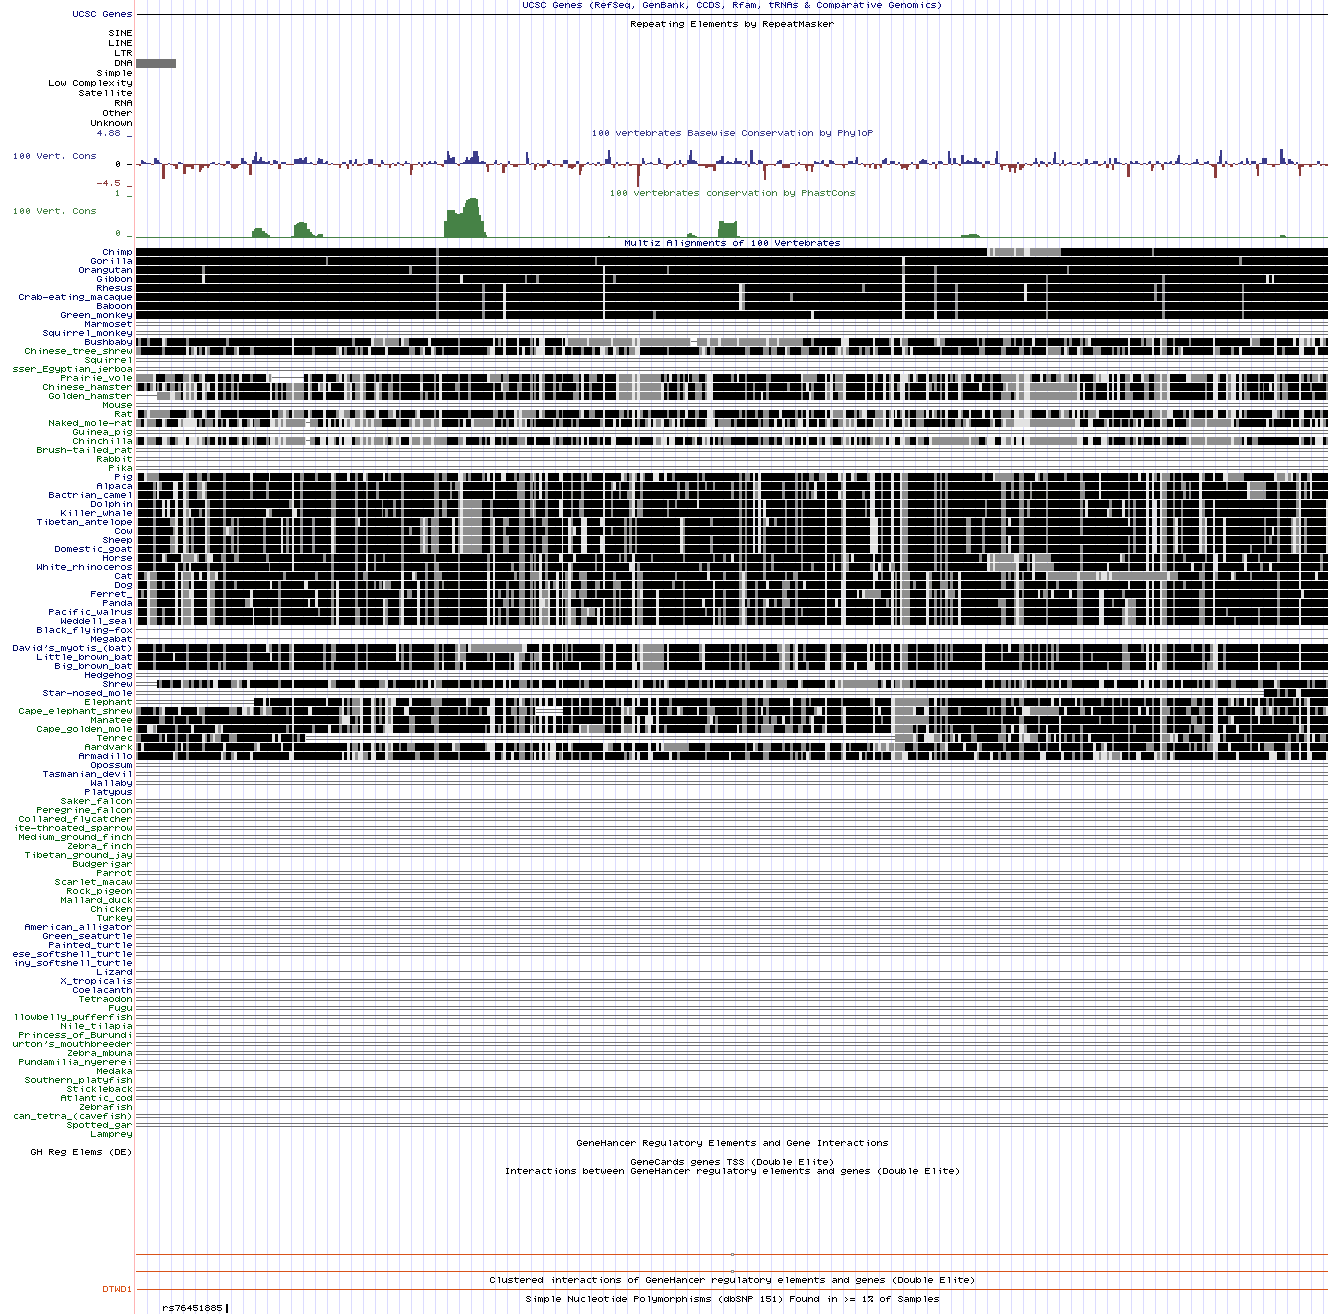 UCSC Genes (RefSeq, GenBank, CCDS, Rfam, tRNAs & Comparative Genomics)
UCSC Genes
Repeating Elements by RepeatMasker
SINE
LINE
LTR
DNA
Simple
Low Complexity
Satellite
RNA
Other
Unknown
4.88 _
100 vertebrates Basewise Conservation by PhyloP
100 Vert. Cons
0 _
-4.5 _
100 vertebrates conservation by PhastCons
1 _
100 Vert. Cons
0 _
Multiz Alignments of 100 Vertebrates
Chimp
Gorilla
Orangutan
Gibbon
Rhesus
Crab-eating_macaque
Baboon
Green_monkey
Marmoset
Squirrel_monkey
Bushbaby
Chinese_tree_shrew
Squirrel
sser_Egyptian_jerboa
Prairie_vole
Chinese_hamster
Golden_hamster
Mouse
Rat
Naked_mole-rat
Guinea_pig
Chinchilla
Brush-tailed_rat
Rabbit
Pika
Pig
Alpaca
Bactrian_camel
Dolphin
Killer_whale
Tibetan_antelope
Cow
Sheep
Domestic_goat
Horse
White_rhinoceros
Cat
Dog
Ferret_
Panda
Pacific_walrus
Weddell_seal
Black_flying-fox
Megabat
David's_myotis_(bat)
Little_brown_bat
Big_brown_bat
Hedgehog
Shrew
Star-nosed_mole
Elephant
Cape_elephant_shrew
Manatee
Cape_golden_mole
Tenrec
Aardvark
Armadillo
Opossum
Tasmanian_devil
Wallaby
Platypus
Saker_falcon
Peregrine_falcon
Collared_flycatcher
ite-throated_sparrow
Medium_ground_finch
Zebra_finch
Tibetan_ground_jay
Budgerigar
Parrot
Scarlet_macaw
Rock_pigeon
Mallard_duck
Chicken
Turkey
American_alligator
Green_seaturtle
Painted_turtle
ese_softshell_turtle
iny_softshell_turtle
Lizard
X_tropicalis
Coelacanth
Tetraodon
Fugu
llowbelly_pufferfish
Nile_tilapia
Princess_of_Burundi
urton's_mouthbreeder
Zebra_mbuna
Pundamilia_nyererei
Medaka
Southern_platyfish
Stickleback
Atlantic_cod
Zebrafish
can_tetra_(cavefish)
Spotted_gar
Lamprey
GeneHancer Regulatory Elements and Gene Interactions
GH Reg Elems (DE)
GeneCards genes TSS (Double Elite)
Interactions between GeneHancer regulatory elements and genes (Double Elite)
Clustered interactions of GeneHancer regulatory elements and genes (Double Elite)
DTWD1
Simple Nucleotide Polymorphisms (dbSNP 151) Found in >= 1% of Samples
rs76451885